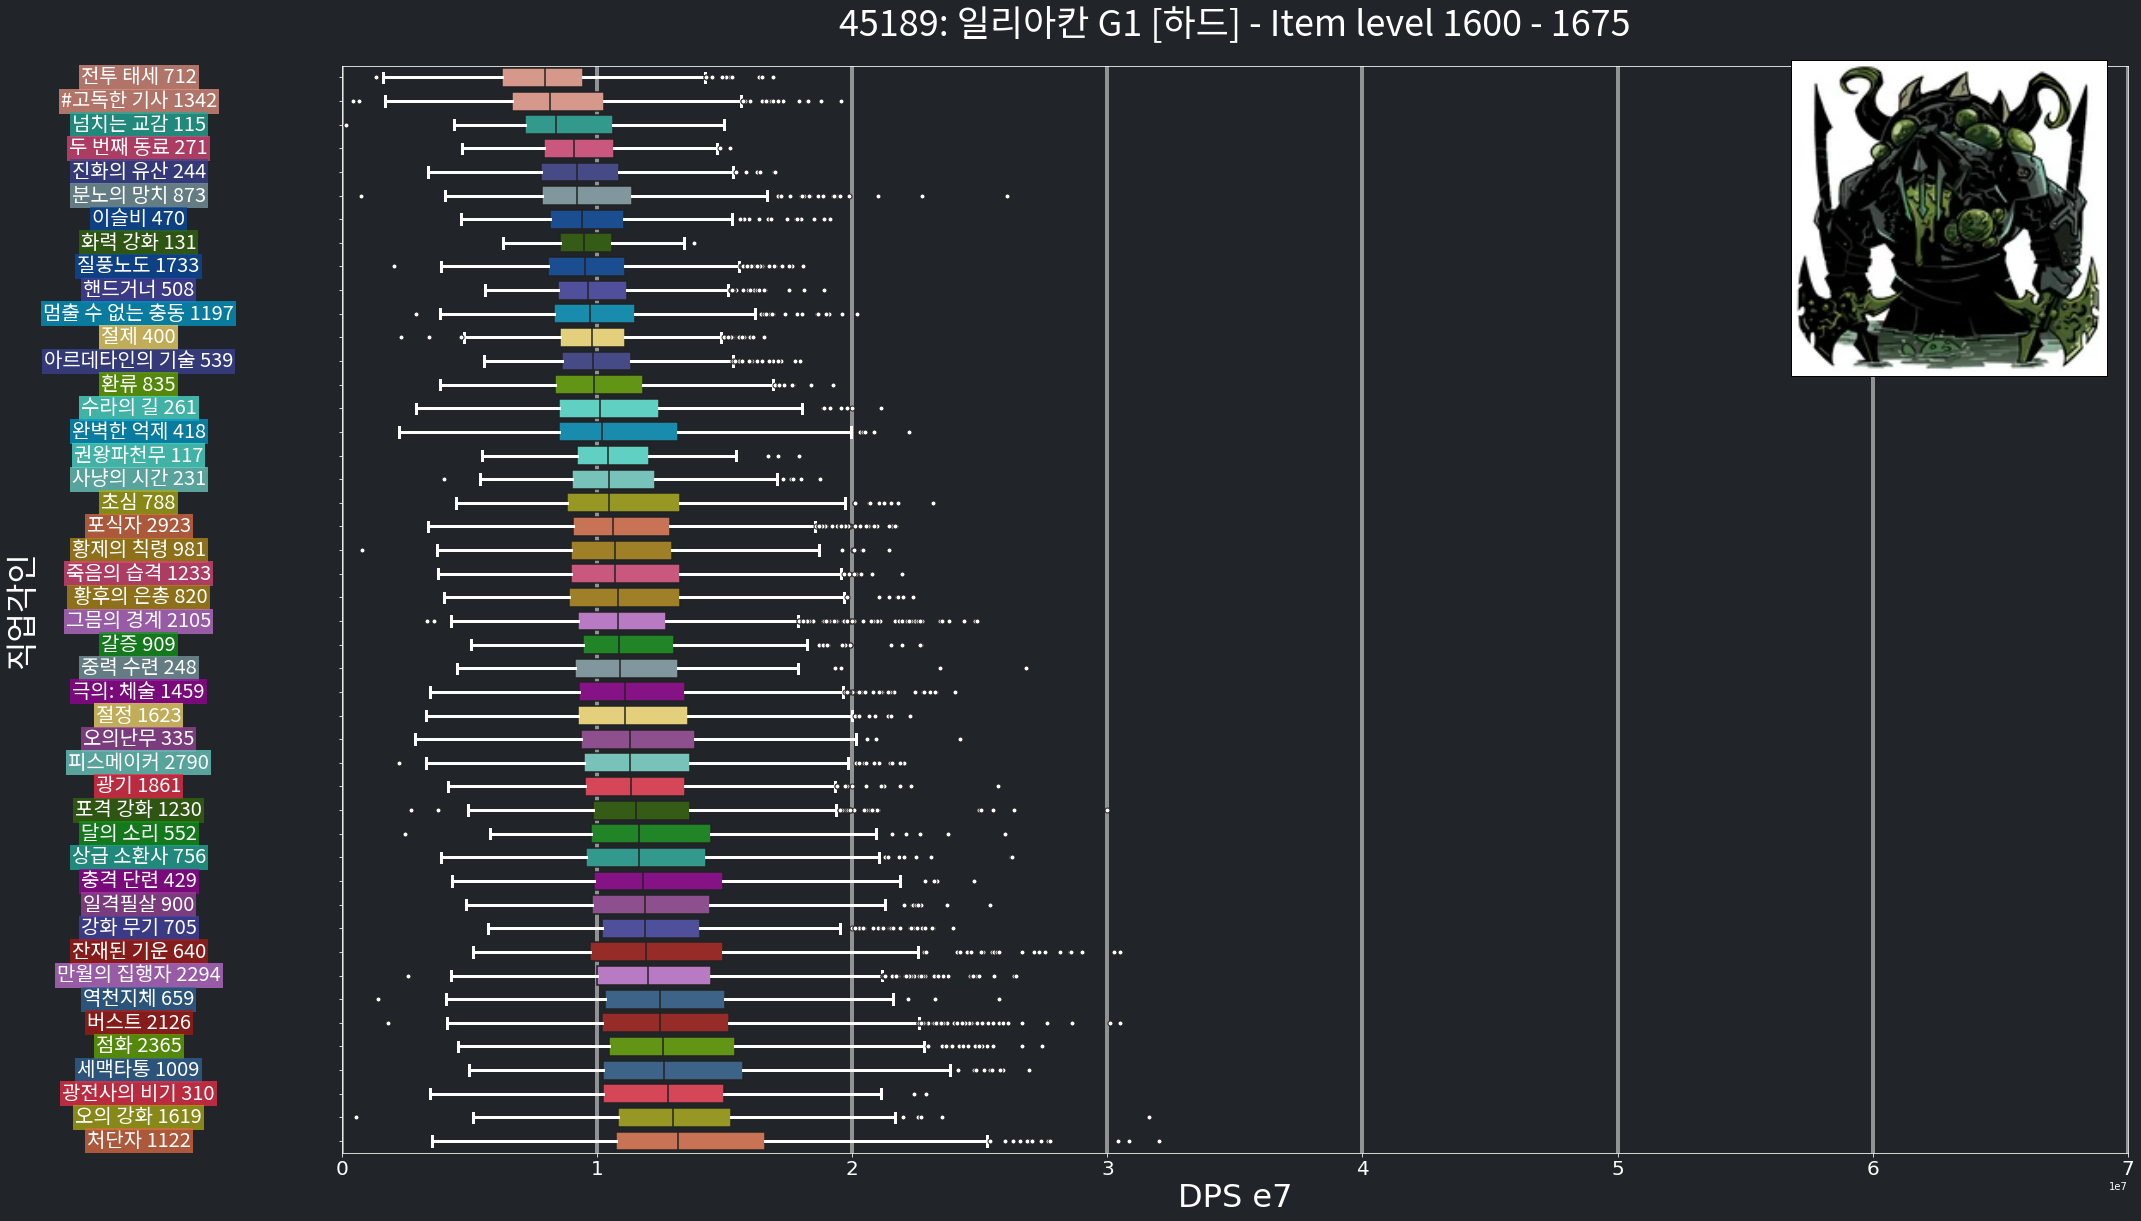 45189: 일리아칸 G1 [하드] - Item level 1600 - 1675
전투 태세 712
#고독한 기사 1342
넘치는 교감 115
두 번째 동료 271
진화의 유산 244
분노의 망치 873
이슬비 470
화력 강화 131
질풍노도 1733
핸드거너 508
멈출 수 없는 충동 1197
절제 400
아르데타인의 기술 539
환류 835
수라의 길 261
완벽한 억제 418
권왕파천무 117
사냥의 시간 231
초심 788
포식자 2923
황제의 칙령 981
죽음의 습격 1233
황후의 은총 820
그믐의 경계 2105
갈증 909
중력 수련 248
극의: 체술 1459
절정 1623
오의난무 335
피스메이커 2790
광기 1861
포격 강화 1230
달의 소리 552
상급 소환사 756
충격 단련 429
일격필살 900
강화 무기 705
잔재된 기운 640
만월의 집행자 2294
역천지체 659
버스트 2126
점화 2365
세맥타통 1009
광전사의 비기 310
오의 강화 1619
처단자 1122
직업각인
0 1 2 3 4 5 6 7
1e7
DPS e7